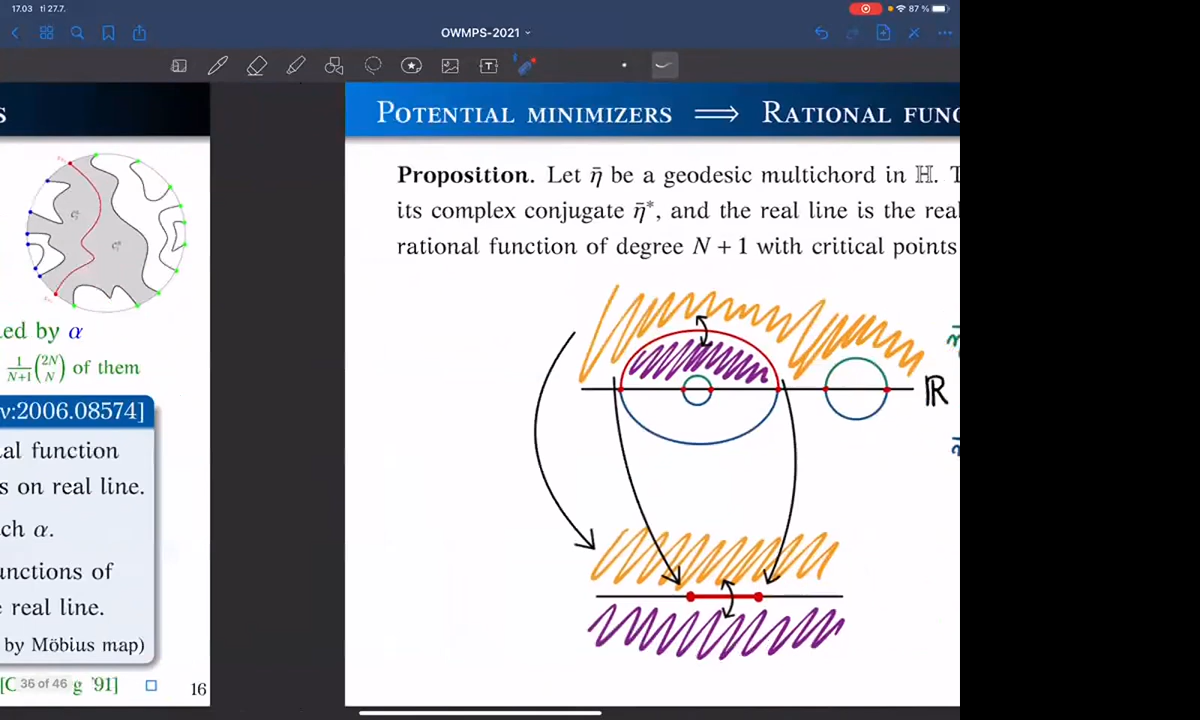 17.03 ti 27.7.
87 %
OWMPS-2021
S
ed by α
1/(N+1) (2N N) of them
v:2006.08574]
al function
s on real line.
ch α.
unctions of
e real line.
by Möbius map)
[C 36 of 46 g '91]
16
POTENTIAL MINIMIZERS ⟹ RATIONAL FUNC
Proposition. Let η̄ be a geodesic multichord in ℍ. T
its complex conjugate η̄*, and the real line is the real
rational function of degree N + 1 with critical points
ℝ